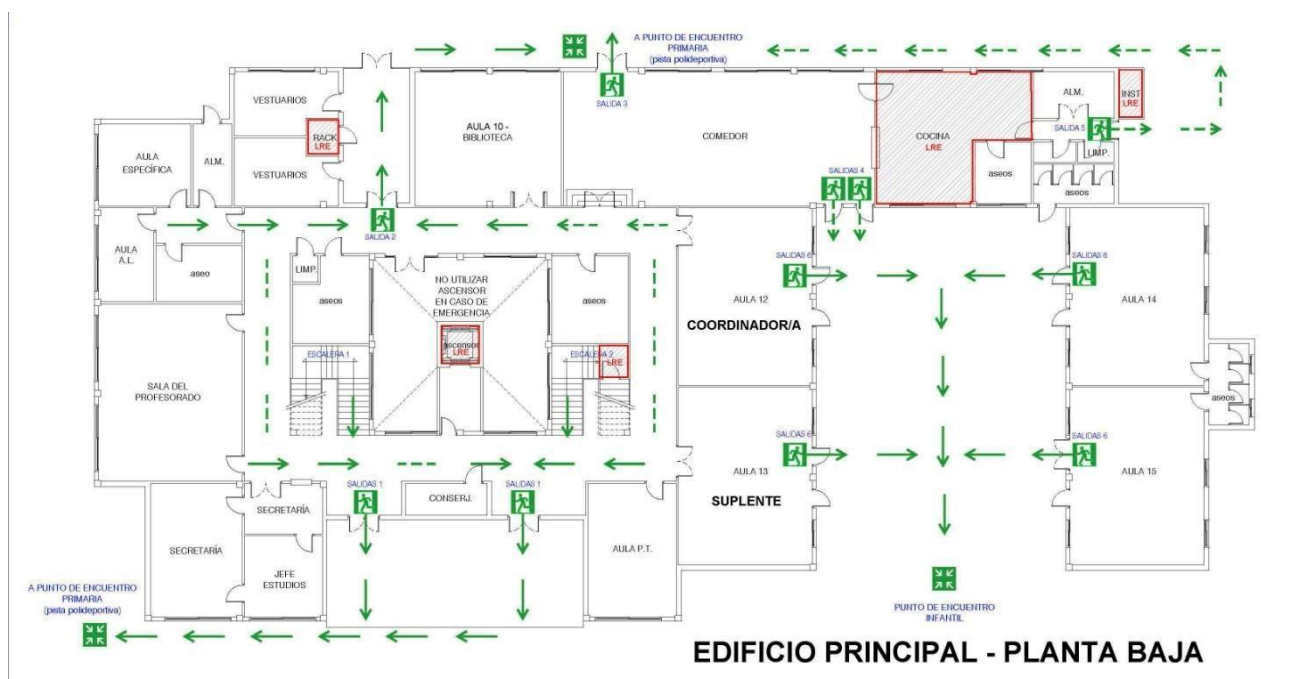 A PUNTO DE ENCUENTRO
PRIMARIA
(pista polideportiva)
SALIDA 3
VESTUARIOS
RACK
LRE
VESTUARIOS
AULA
ESPECÍFICA
ALM.
AULA 10 -
BIBLIOTECA
COMEDOR
COCINA
LRE
ALM.
INST
LRE
SALIDA 5
LIMP.
aseos
aseos
SALIDAS 4
SALIDA 2
AULA
A.L.
aseo
LIMP.
aseos
NO UTILIZAR
ASCENSOR
EN CASO DE
EMERGENCIA
ascensor
LRE
aseos
ESCALERA 1
ESCALERA 2
LRE
SALIDAS 6
AULA 12
COORDINADOR/A
SALIDAS 6
AULA 14
SALA DEL
PROFESORADO
aseos
SALIDAS 6
AULA 13
SUPLENTE
SALIDAS 6
AULA 15
SALIDAS 1
CONSERJ.
SALIDAS 1
SECRETARÍA
SECRETARÍA
JEFE
ESTUDIOS
AULA P.T.
A PUNTO DE ENCUENTRO
PRIMARIA
(pista polideportiva)
PUNTO DE ENCUENTRO
INFANTIL
EDIFICIO PRINCIPAL - PLANTA BAJA